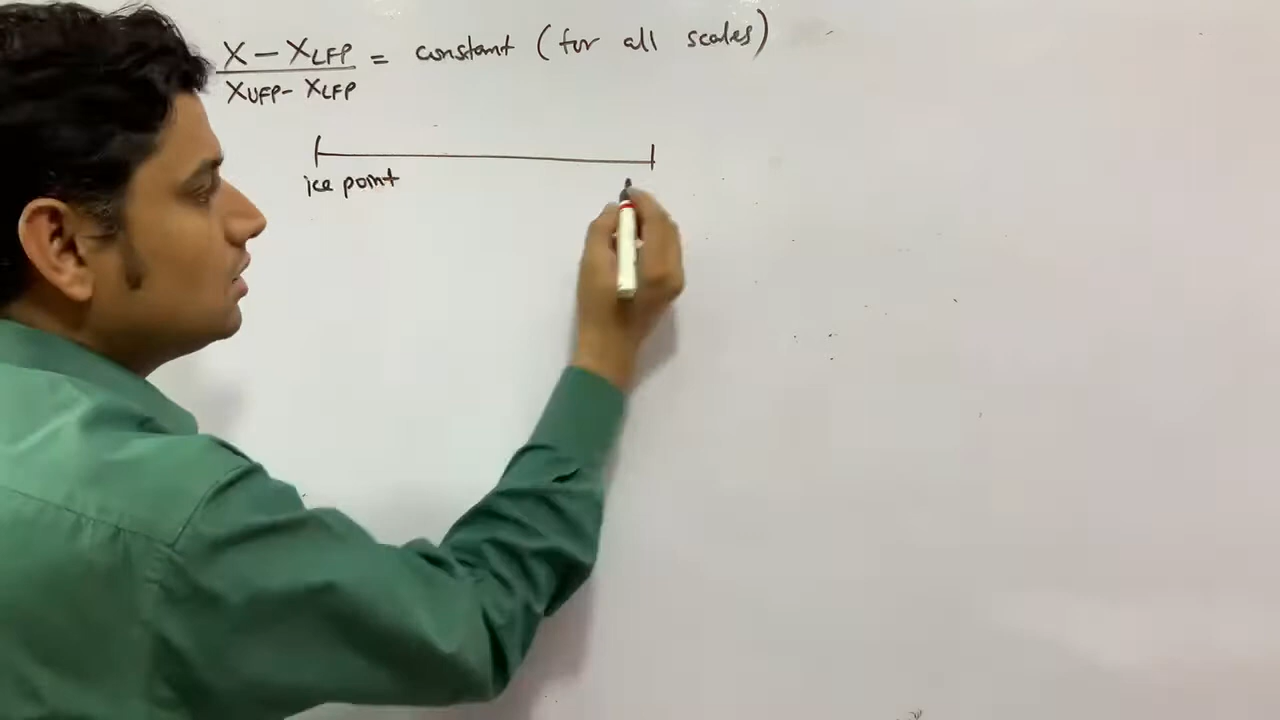 X - XLFP = constant (for all scales)
XUFP - XLFP
ice point